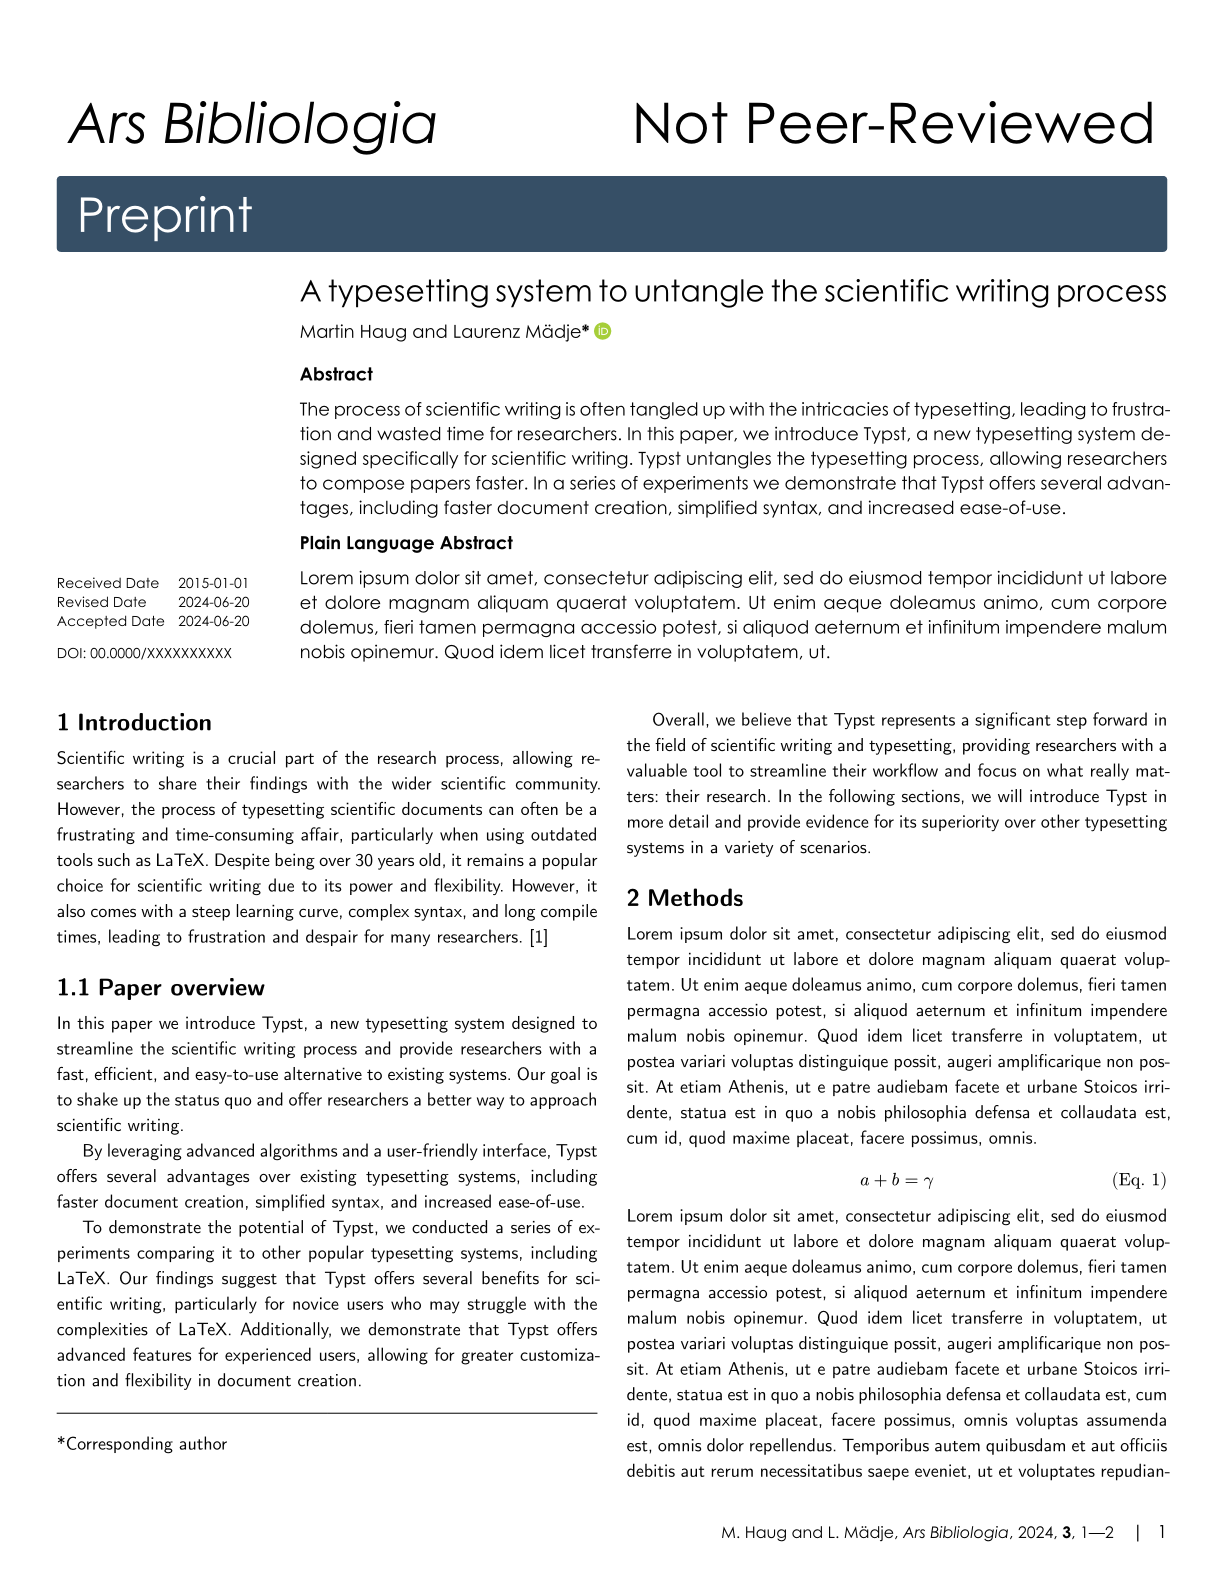 Ars Bibliologia
Not Peer-Reviewed
Preprint
A typesetting system to untangle the scientific writing process
Martin Haug and Laurenz Mädje* iD
Abstract
The process of scientific writing is often tangled up with the intricacies of typesetting, leading to frustra-
tion and wasted time for researchers. In this paper, we introduce Typst, a new typesetting system de-
signed specifically for scientific writing. Typst untangles the typesetting process, allowing researchers
to compose papers faster. In a series of experiments we demonstrate that Typst offers several advan-
tages, including faster document creation, simplified syntax, and increased ease-of-use.
Plain Language Abstract
Lorem ipsum dolor sit amet, consectetur adipiscing elit, sed do eiusmod tempor incididunt ut labore
et dolore magnam aliquam quaerat voluptatem. Ut enim aeque doleamus animo, cum corpore
dolemus, fieri tamen permagna accessio potest, si aliquod aeternum et infinitum impendere malum
nobis opinemur. Quod idem licet transferre in voluptatem, ut.
Received Date 2015-01-01
Revised Date 2024-06-20
Accepted Date 2024-06-20
DOI: 00.0000/XXXXXXXXXX
1 Introduction
Scientific writing is a crucial part of the research process, allowing re-
searchers to share their findings with the wider scientific community.
However, the process of typesetting scientific documents can often be a
frustrating and time-consuming affair, particularly when using outdated
tools such as LaTeX. Despite being over 30 years old, it remains a popular
choice for scientific writing due to its power and flexibility. However, it
also comes with a steep learning curve, complex syntax, and long compile
times, leading to frustration and despair for many researchers. [1]
1.1 Paper overview
In this paper we introduce Typst, a new typesetting system designed to
streamline the scientific writing process and provide researchers with a
fast, efficient, and easy-to-use alternative to existing systems. Our goal is
to shake up the status quo and offer researchers a better way to approach
scientific writing.
By leveraging advanced algorithms and a user-friendly interface, Typst
offers several advantages over existing typesetting systems, including
faster document creation, simplified syntax, and increased ease-of-use.
To demonstrate the potential of Typst, we conducted a series of ex-
periments comparing it to other popular typesetting systems, including
LaTeX. Our findings suggest that Typst offers several benefits for sci-
entific writing, particularly for novice users who may struggle with the
complexities of LaTeX. Additionally, we demonstrate that Typst offers
advanced features for experienced users, allowing for greater customiza-
tion and flexibility in document creation.
*Corresponding author
Overall, we believe that Typst represents a significant step forward in
the field of scientific writing and typesetting, providing researchers with a
valuable tool to streamline their workflow and focus on what really mat-
ters: their research. In the following sections, we will introduce Typst in
more detail and provide evidence for its superiority over other typesetting
systems in a variety of scenarios.
2 Methods
Lorem ipsum dolor sit amet, consectetur adipiscing elit, sed do eiusmod
tempor incididunt ut labore et dolore magnam aliquam quaerat volup-
tatem. Ut enim aeque doleamus animo, cum corpore dolemus, fieri tamen
permagna accessio potest, si aliquod aeternum et infinitum impendere
malum nobis opinemur. Quod idem licet transferre in voluptatem, ut
postea variari voluptas distinguique possit, augeri amplificarique non pos-
sit. At etiam Athenis, ut e patre audiebam facete et urbane Stoicos irri-
dente, statua est in quo a nobis philosophia defensa et collaudata est,
cum id, quod maxime placeat, facere possimus, omnis.
a + b = γ (Eq. 1)
Lorem ipsum dolor sit amet, consectetur adipiscing elit, sed do eiusmod
tempor incididunt ut labore et dolore magnam aliquam quaerat volup-
tatem. Ut enim aeque doleamus animo, cum corpore dolemus, fieri tamen
permagna accessio potest, si aliquod aeternum et infinitum impendere
malum nobis opinemur. Quod idem licet transferre in voluptatem, ut
postea variari voluptas distinguique possit, augeri amplificarique non pos-
sit. At etiam Athenis, ut e patre audiebam facete et urbane Stoicos irri-
dente, statua est in quo a nobis philosophia defensa et collaudata est, cum
id, quod maxime placeat, facere possimus, omnis voluptas assumenda
est, omnis dolor repellendus. Temporibus autem quibusdam et aut officiis
debitis aut rerum necessitatibus saepe eveniet, ut et voluptates repudian-
M. Haug and L. Mädje, Ars Bibliologia, 2024, 3, 1—2 | 1